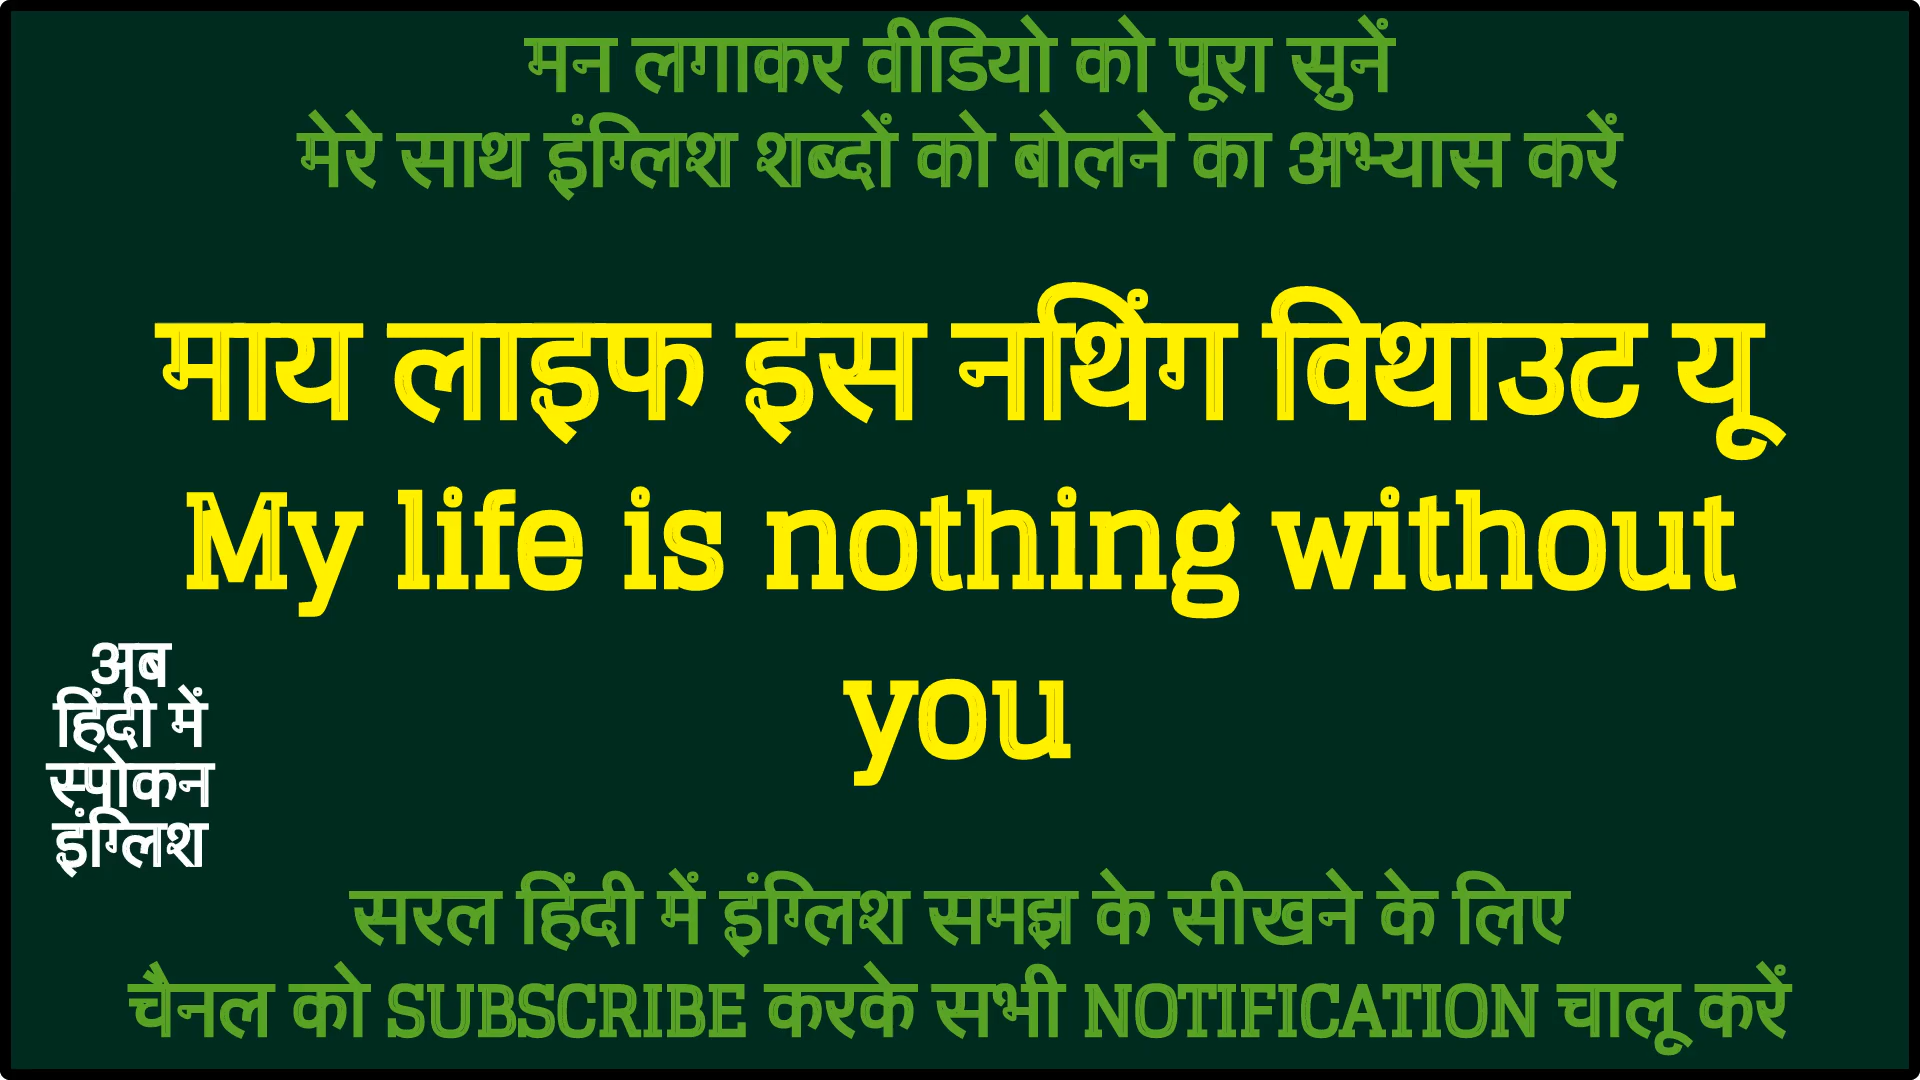 मन लगाकर वीडियो को पूरा सुनें
मेरे साथ इंग्लिश शब्दों को बोलने का अभ्यास करें
माय लाइफ इस नथिंग विथाउट यू
My life is nothing without
you
अब
हिंदी में
स्पोकन
इंग्लिश
सरल हिंदी में इंग्लिश समझ के सीखने के लिए
चैनल को SUBSCRIBE करके सभी NOTIFICATION चालू करें